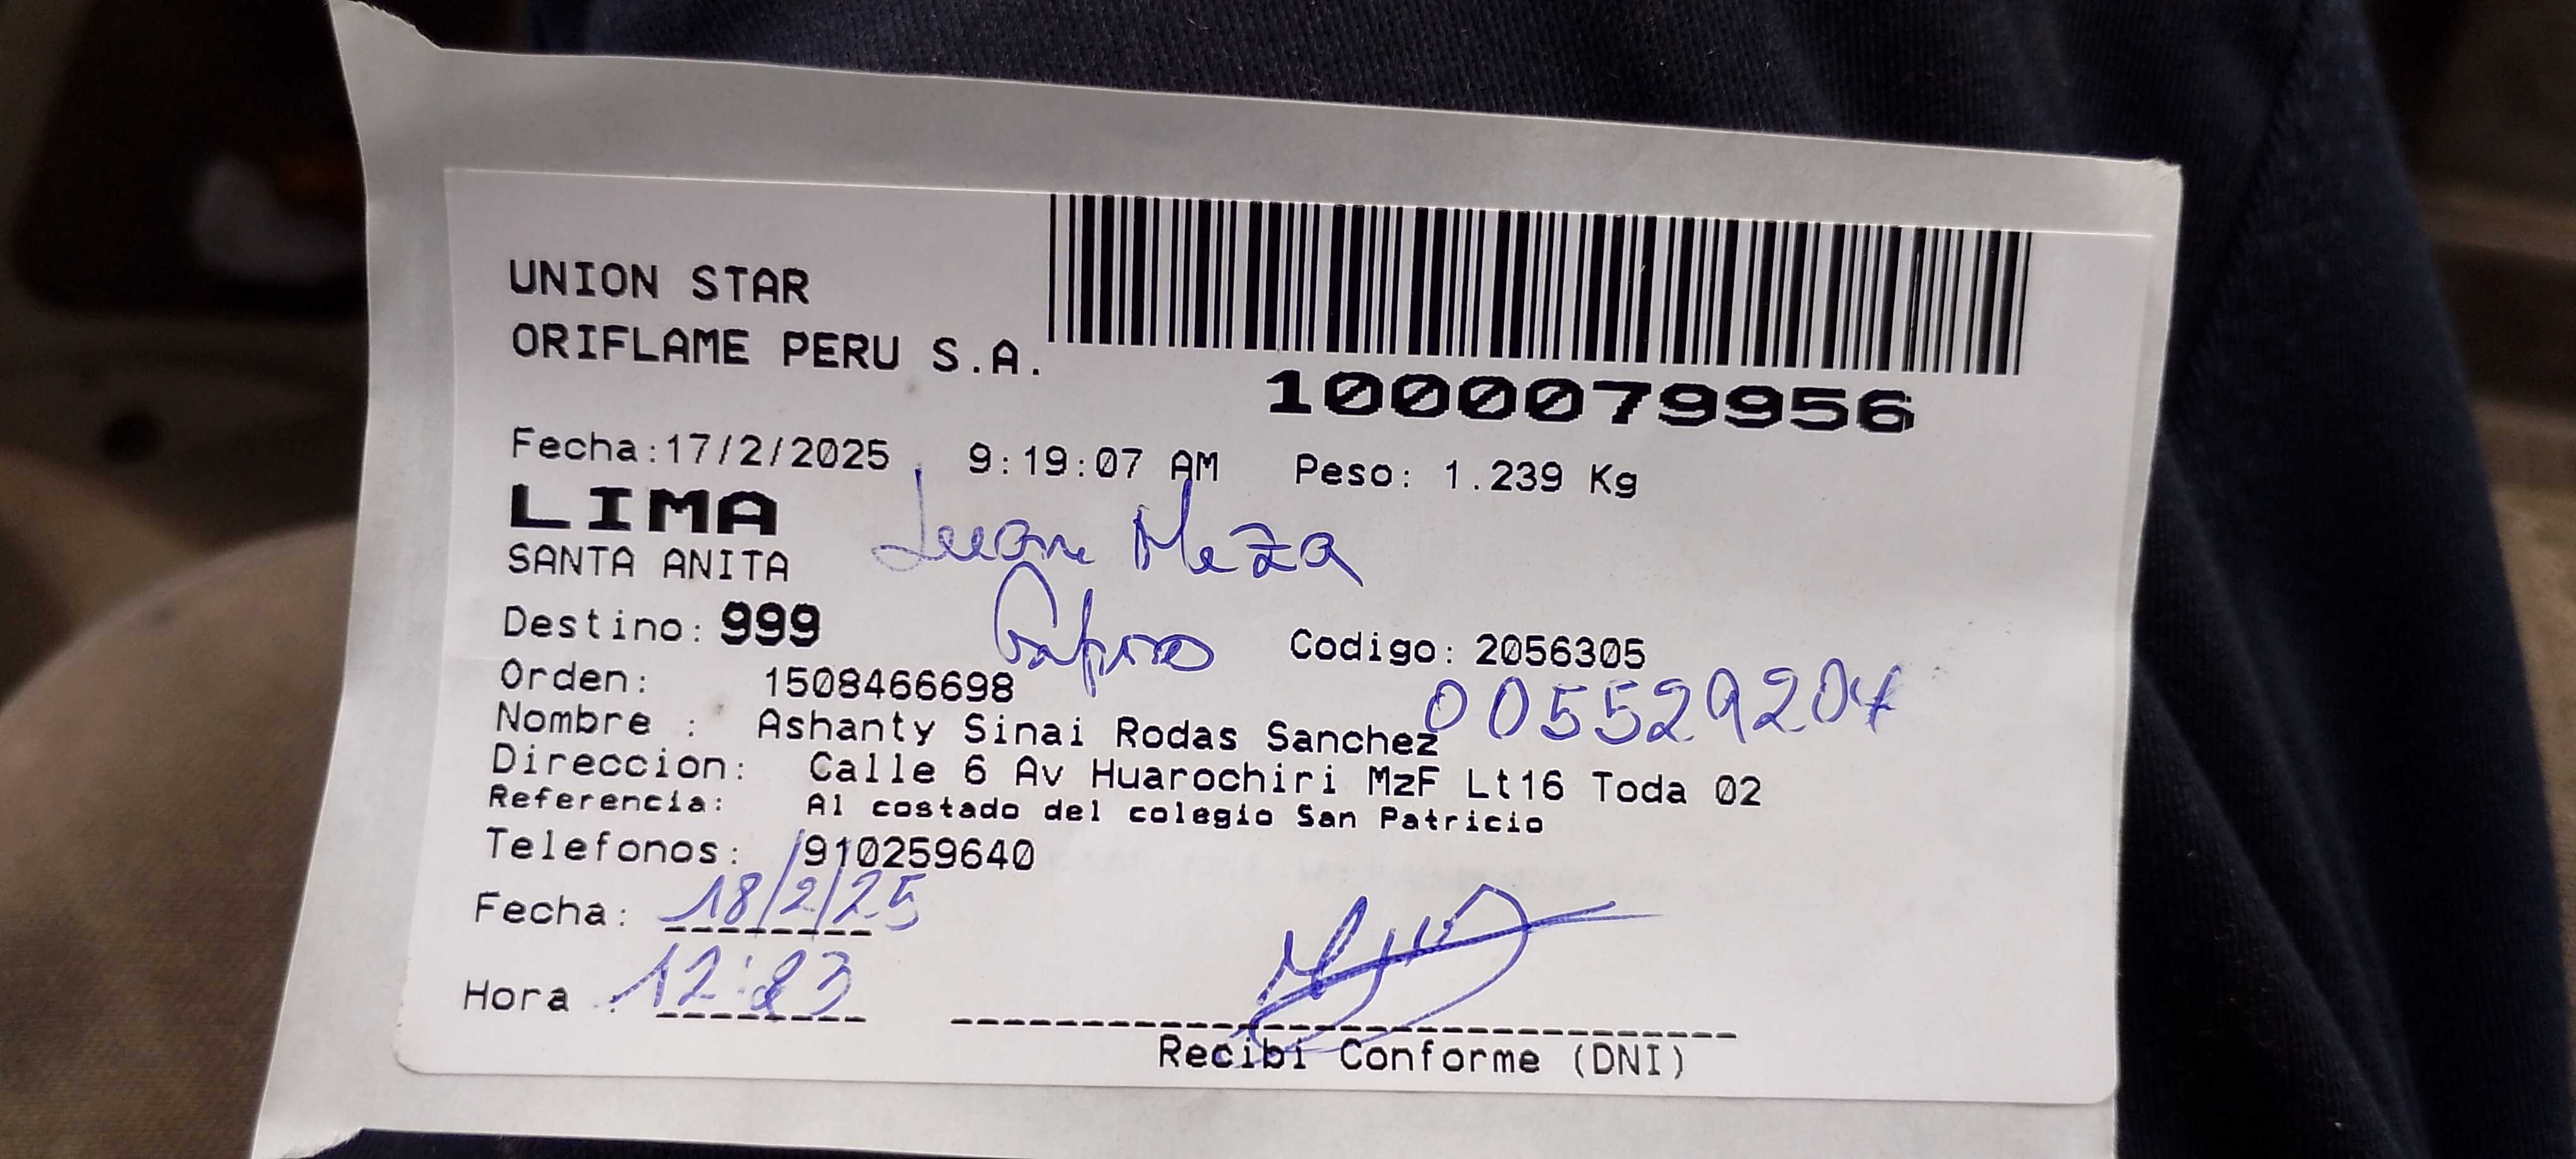 UNION STAR
ORIFLAME PERU S.A.
1000079956
Fecha:17/2/2025 9:19:07 AM Peso: 1.239 Kg
LIMA
SANTA ANITA
Meza
Destino: 999
Codigo: 2056305
Orden: 1508466698
005529204
Nombre : Ashanty Sinai Rodas Sanchez
Direccion: Calle 6 Av Huarochiri MzF Lt16 Toda 02
Referencia: Al costado del colegio San Patricio
Telefonos: /910259640
Fecha: 18/2/25
Hora :
Recibi Conforme (DNI)